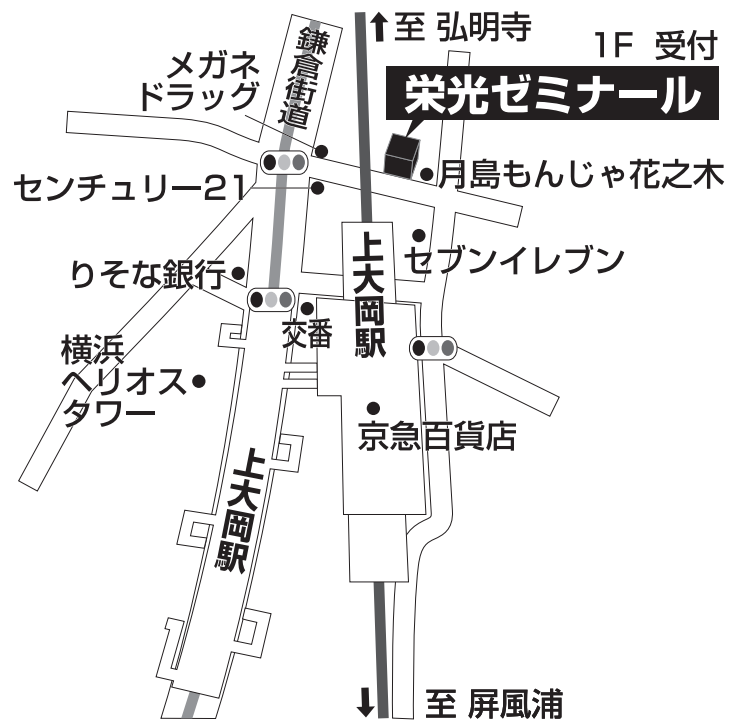 至 弘明寺
1F 受付
栄光ゼミナール
鎌倉街道
メガネ
ドラッグ
月島もんじゃ花之木
センチュリー21
セブンイレブン
上大岡駅
りそな銀行
交番
横浜
ヘリオス
タワー
京急百貨店
上大岡駅
至 屏風浦